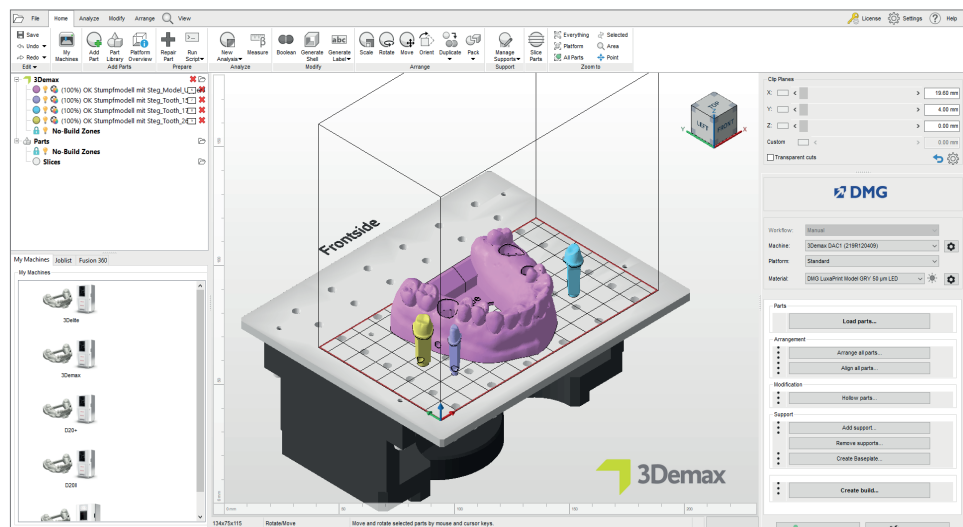 File Home Analyze Modify Arrange View License Settings Help
Save
Undo
Redo
Edit
My Machines
Add Part
Part Library
Platform Overview
Add Parts
Repair Part
Run Script
Prepare
New Analysis
Measure
Analyze
Boolean
Generate Shell
Generate Label
abc
Modify
Scale Rotate Move Orient Duplicate Pack
Arrange
Manage Supports
Support
Slice Parts
Everything Selected
Platform Area
All Parts Point
Zoom to
3Demax
(100%) OK Stumpfmodell mit Steg_Model_U
(100%) OK Stumpfmodell mit Steg_Tooth_1
(100%) OK Stumpfmodell mit Steg_Tooth_17
(100%) OK Stumpfmodell mit Steg_Tooth_26
No-Build Zones
Parts
No-Build Zones
Slices
My Machines Joblist Fusion 360
My Machines
3Delite
3Demax
D20+
D20II
Frontside
TOP
LEFT FRONT
Z
Y X
3Demax
50 100 150 200
134x75x115 Rotate/Move Move and rotate selected parts by mouse and cursor keys.
Clip Planes
X: < > 19.60 mm
Y: < > 4.00 mm
Z: < > 0.00 mm
Custom < > 0.00 mm
Transparent cuts
DMG
Workflow: Manual
Machine: 3Demax DAC1 (219R120409)
Platform: Standard
Material: DMG LuxaPrint Model GRY 50 µm LED
Parts
Load parts...
Arrangement
Arrange all parts...
Align all parts...
Modification
Hollow parts...
Support
Add support...
Remove supports...
Create Baseplate...
Create build...